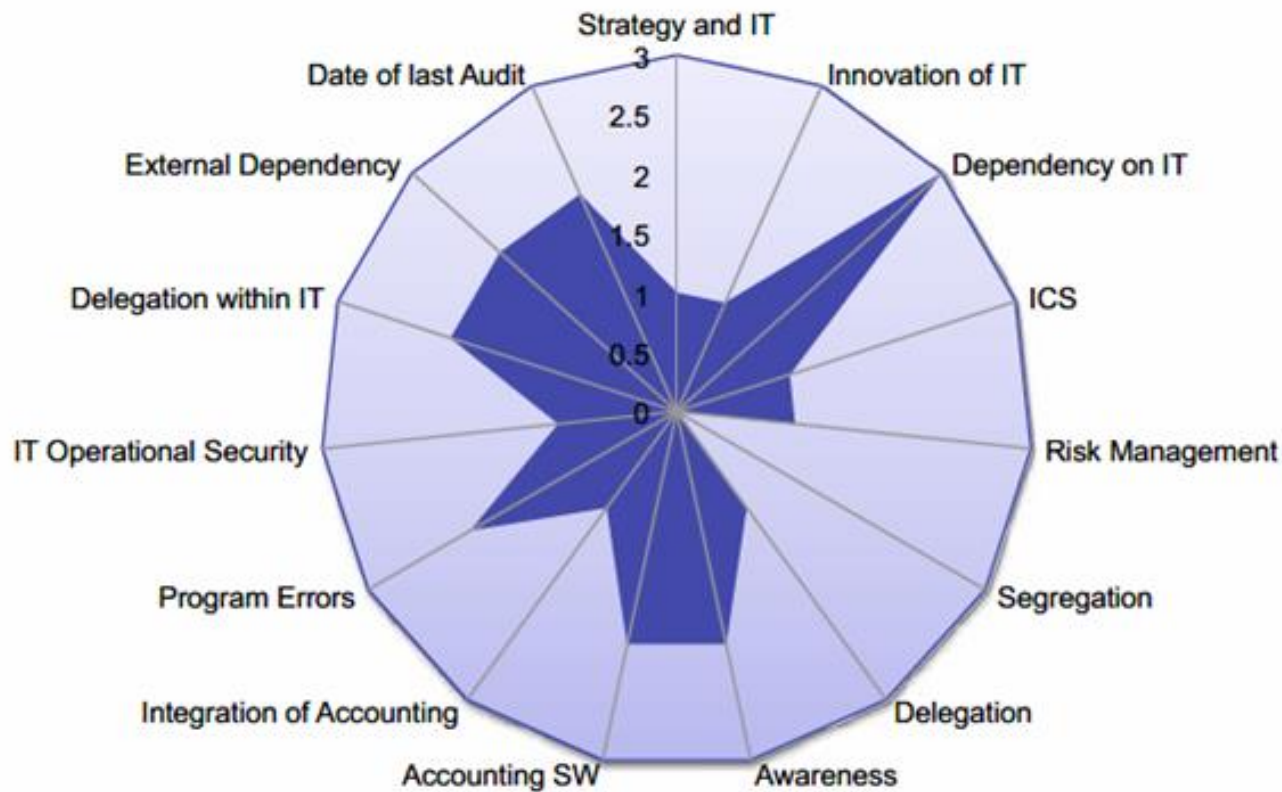 Strategy and IT
3
Date of last Audit
Innovation of IT
2.5
External Dependency
2
Dependency on IT
1.5
Delegation within IT
1
ICS
0.5
0
IT Operational Security
Risk Management
Program Errors
Segregation
Integration of Accounting
Delegation
Accounting SW
Awareness